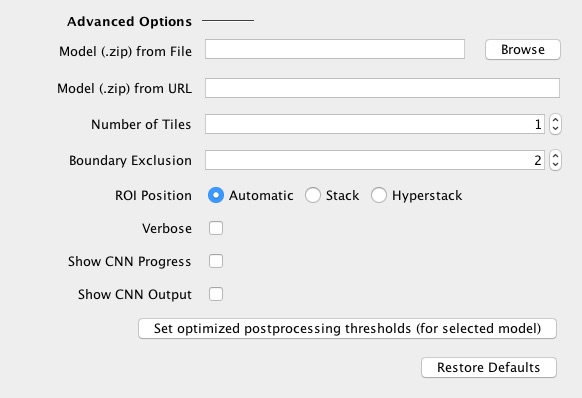 Advanced Options
Model (.zip) from File Browse
Model (.zip) from URL
Number of Tiles 1
Boundary Exclusion 2
ROI Position Automatic Stack Hyperstack
Verbose
Show CNN Progress
Show CNN Output
Set optimized postprocessing thresholds (for selected model)
Restore Defaults